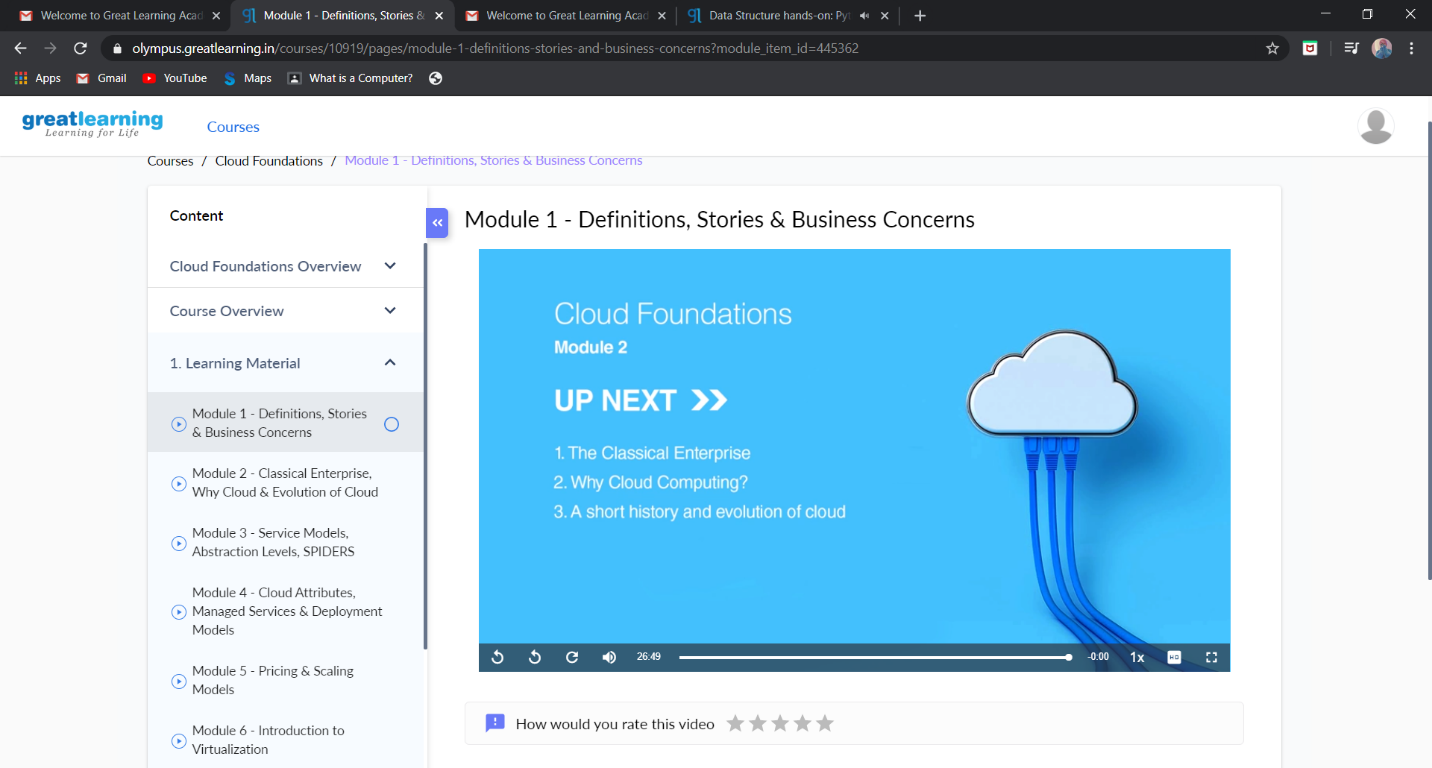 Welcome to Great Learning Acad
Module 1 - Definitions, Stories &
Welcome to Great Learning Acad
Data Structure hands-on: Pyt
olympus.greatlearning.in/courses/10919/pages/module-1-definitions-stories-and-business-concerns?module_item_id=445362
Apps
Gmail
YouTube
Maps
What is a Computer?
greatlearning
Learning for Life
Courses
Courses / Cloud Foundations / Module 1 - Definitions, Stories & Business Concerns
Content
Cloud Foundations Overview
Course Overview
1. Learning Material
Module 1 - Definitions, Stories
& Business Concerns
Module 2 - Classical Enterprise,
Why Cloud & Evolution of Cloud
Module 3 - Service Models,
Abstraction Levels, SPIDERS
Module 4 - Cloud Attributes,
Managed Services & Deployment
Models
Module 5 - Pricing & Scaling
Models
Module 6 - Introduction to
Virtualization
Module 1 - Definitions, Stories & Business Concerns
Cloud Foundations
Module 2
UP NEXT >>
1. The Classical Enterprise
2. Why Cloud Computing?
3. A short history and evolution of cloud
26:49
-0:00
1x
HD
How would you rate this video